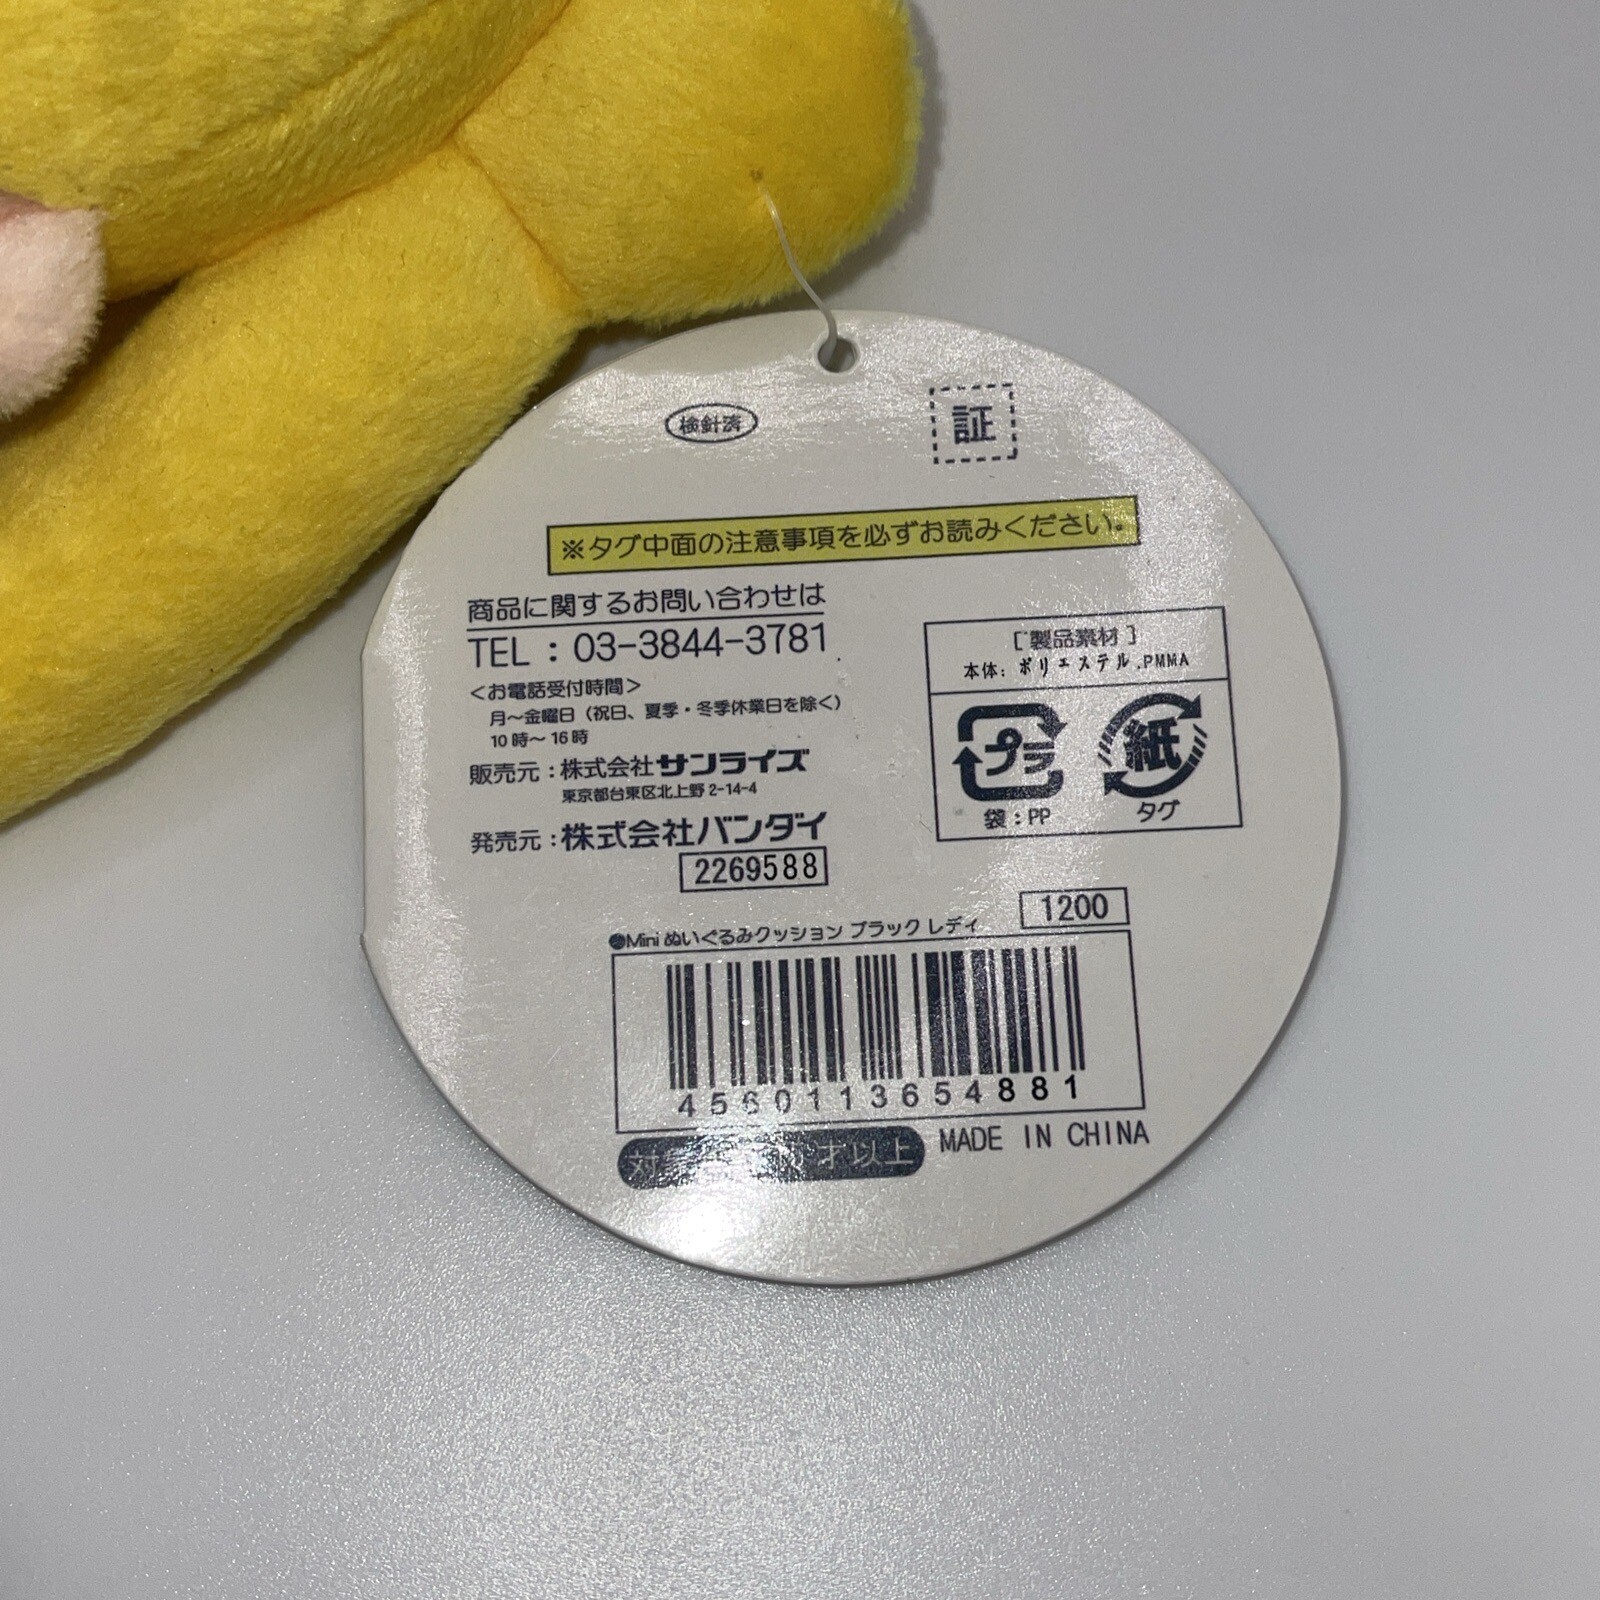 検針済
証
※タグ中面の注意事項を必ずお読みください。
商品に関するお問い合わせは
TEL : 03-3844-3781
<お電話受付時間>
月〜金曜日（祝日、夏季・冬季休業日を除く）
10時〜16時
販売元：株式会社サンライズ
東京都台東区北上野2-14-4
発売元：株式会社バンダイ
2269588
[製品素材]
本体: ポリエステル.PMMA
プラ
紙
袋：PP
タグ
1200
●Mini ぬいぐるみクッション ブラックレディ
4560113654881
才以上
MADE IN CHINA